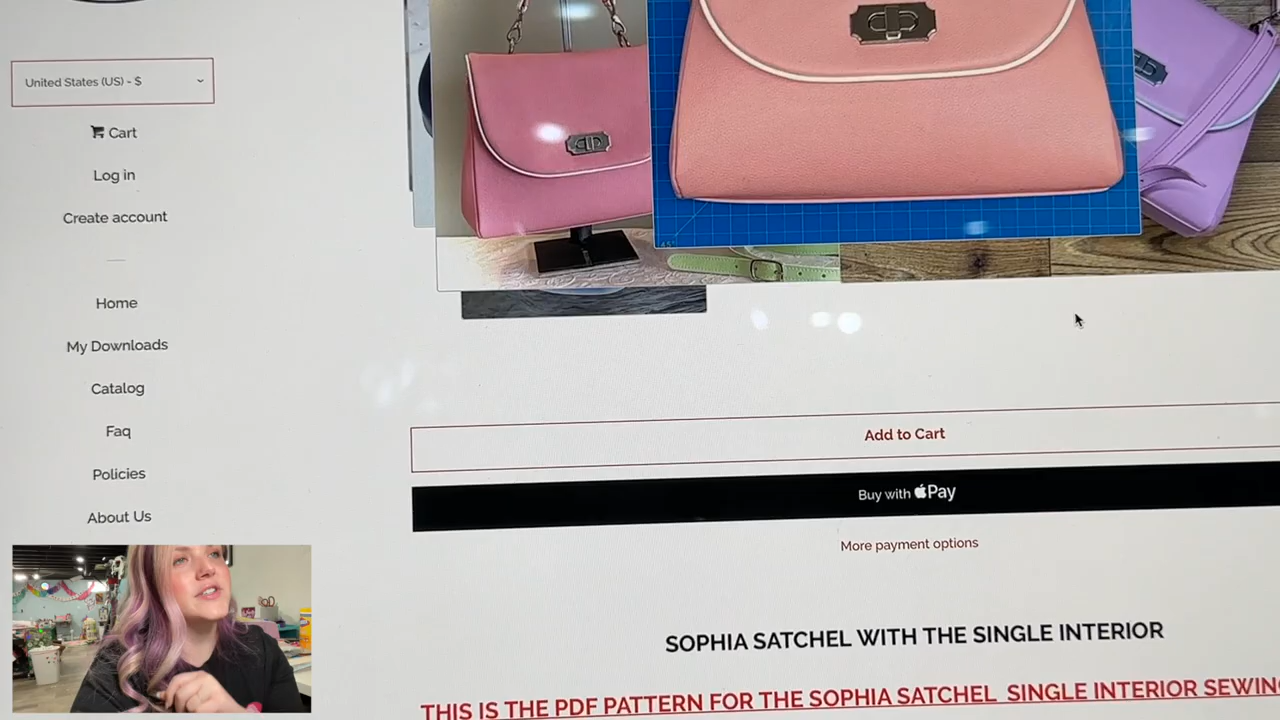 United States (US) - $
Cart
Log in
Create account
Home
My Downloads
Catalog
Faq
Policies
About Us
45°
Add to Cart
Buy with Pay
More payment options
SOPHIA SATCHEL WITH THE SINGLE INTERIOR
THIS IS THE PDF PATTERN FOR THE SOPHIA SATCHEL SINGLE INTERIOR SEWING